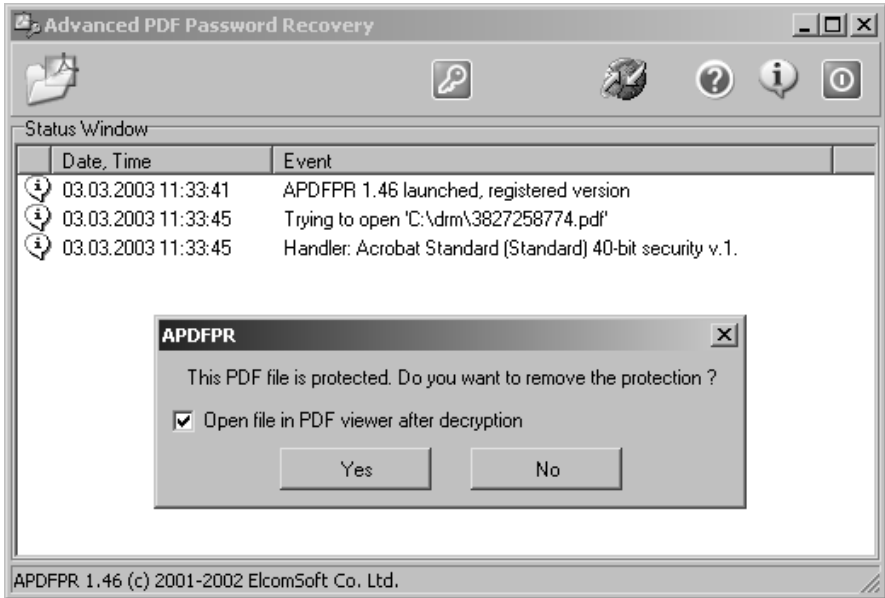 Advanced PDF Password Recovery
Status Window
Date, Time Event
03.03.2003 11:33:41 APDFPR 1.46 launched, registered version
03.03.2003 11:33:45 Trying to open 'C:\drm\3827258774.pdf'
03.03.2003 11:33:45 Handler: Acrobat Standard (Standard) 40-bit security v.1.
APDFPR
This PDF file is protected. Do you want to remove the protection ?
Open file in PDF viewer after decryption
Yes No
APDFPR 1.46 (c) 2001-2002 ElcomSoft Co. Ltd.